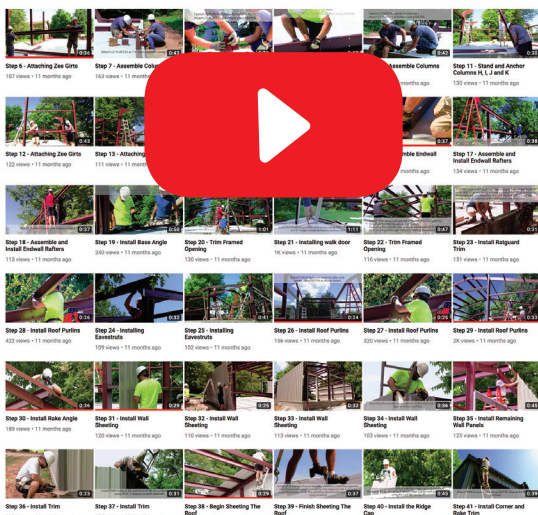 0:36
0:43
0:42
0:30
Step 6 - Attaching Zee Girts
187 views • 11 months ago
Step 7 - Assemble Colu
163 views • 11 months ago
mble Columns
months ago
Step 11 - Stand and Anchor
Columns H, I, J and K
130 views • 11 months ago
0:43
0:37
0:38
Step 12 - Attaching Zee Girts
122 views • 11 months ago
Step 13 - Attaching
111 views • 11 months
mble Endwall
months ago
Step 17 - Assemble and
Install Endwall Rafters
134 views • 11 months ago
0:37
0:50
1:01
1:11
0:47
0:31
Step 18 - Assemble and
Install Endwall Rafters
113 views • 11 months ago
Step 19 - Install Base Angle
240 views • 11 months ago
Step 20 - Trim Framed
Opening
130 views • 11 months ago
Step 21 - Installing walk door
1K views • 11 months ago
Step 22 - Trim Framed
Opening
116 views • 11 months ago
Step 23 - Install Ratguard
Trim
151 views • 11 months ago
0:26
0:32
0:41
0:24
0:25
0:33
Step 28 - Install Roof Purlins
422 views • 11 months ago
Step 24 - Installing
Eavestruts
109 views • 11 months ago
Step 25 - Installing
Eavestruts
102 views • 11 months ago
Step 26 - Install Roof Purlins
156 views • 11 months ago
Step 27 - Install Roof Purlins
320 views • 11 months ago
Step 29 - Install Roof Purlins
2K views • 11 months ago
0:36
0:29
0:25
0:32
0:36
0:45
Step 30 - Install Rake Angle
189 views • 11 months ago
Step 31 - Install Wall
Sheeting
120 views • 11 months ago
Step 32 - Install Wall
Sheeting
110 views • 11 months ago
Step 33 - Install Wall
Sheeting
113 views • 11 months ago
Step 34 - Install Wall
Sheeting
103 views • 11 months ago
Step 35 - Install Remaining
Wall Panels
125 views • 11 months ago
0:23
0:31
0:29
0:37
0:45
0:39
Step 36 - Install Trim
Step 37 - Install Trim
Step 38 - Begin Sheeting The
Roof
Step 39 - Finish Sheeting The
Roof
Step 40 - Install the Ridge
Cap
Step 41 - Install Corner and
Rake Trim